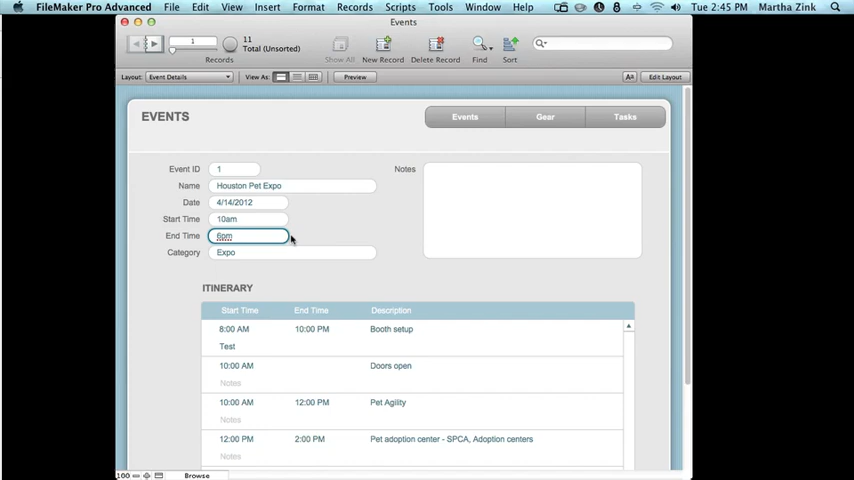 FileMaker Pro Advanced File Edit View Insert Format Records Scripts Tools Window Help Tue 2:45 PM Martha Zink
Events
1
11
Total (Unsorted)
Records
Show All
New Record
Delete Record
Find
Sort
Layout: Event Details
View As:
Preview
Aa
Edit Layout
EVENTS
Events
Gear
Tasks
Event ID 1
Notes
Name Houston Pet Expo
Date 4/14/2012
Start Time 10am
End Time 6pm
Category Expo
ITINERARY
Start Time End Time Description
8:00 AM 10:00 PM Booth setup
Test
10:00 AM Doors open
Notes
10:00 AM 12:00 PM Pet Agility
Notes
12:00 PM 2:00 PM Pet adoption center - SPCA, Adoption centers
Notes
100 Browse